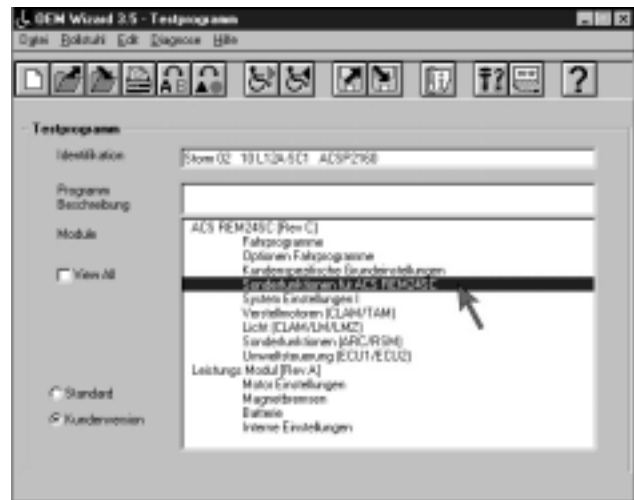 OEM Wizard 3.5 - Testprogramm
Datei Rollstuhl Edit Diagnose Hilfe
Testprogramm
Identifikation
Storm 02 10 L12A-SC1 ACSP2160
Programm
Beschreibung
Module
View All
ACS REM24SC [Rev C]
Fahrprogramme
Optionen Fahrprogramme
Kundenspezifische Grundeinstellungen
Sonderfunktionen für ACS REM24SC
System Einstellungen I
Verstellmotoren (CLAM/TAM)
Licht (CLAM/LM/LMZ)
Sonderfunktionen (ARC/RSM)
Umweltsteuerung (ECU1/ECU2)
Leistungs Modul [Rev A]
Motor Einstellungen
Magnetbremsen
Batterie
Interne Einstellungen
Standard
Kundenversion